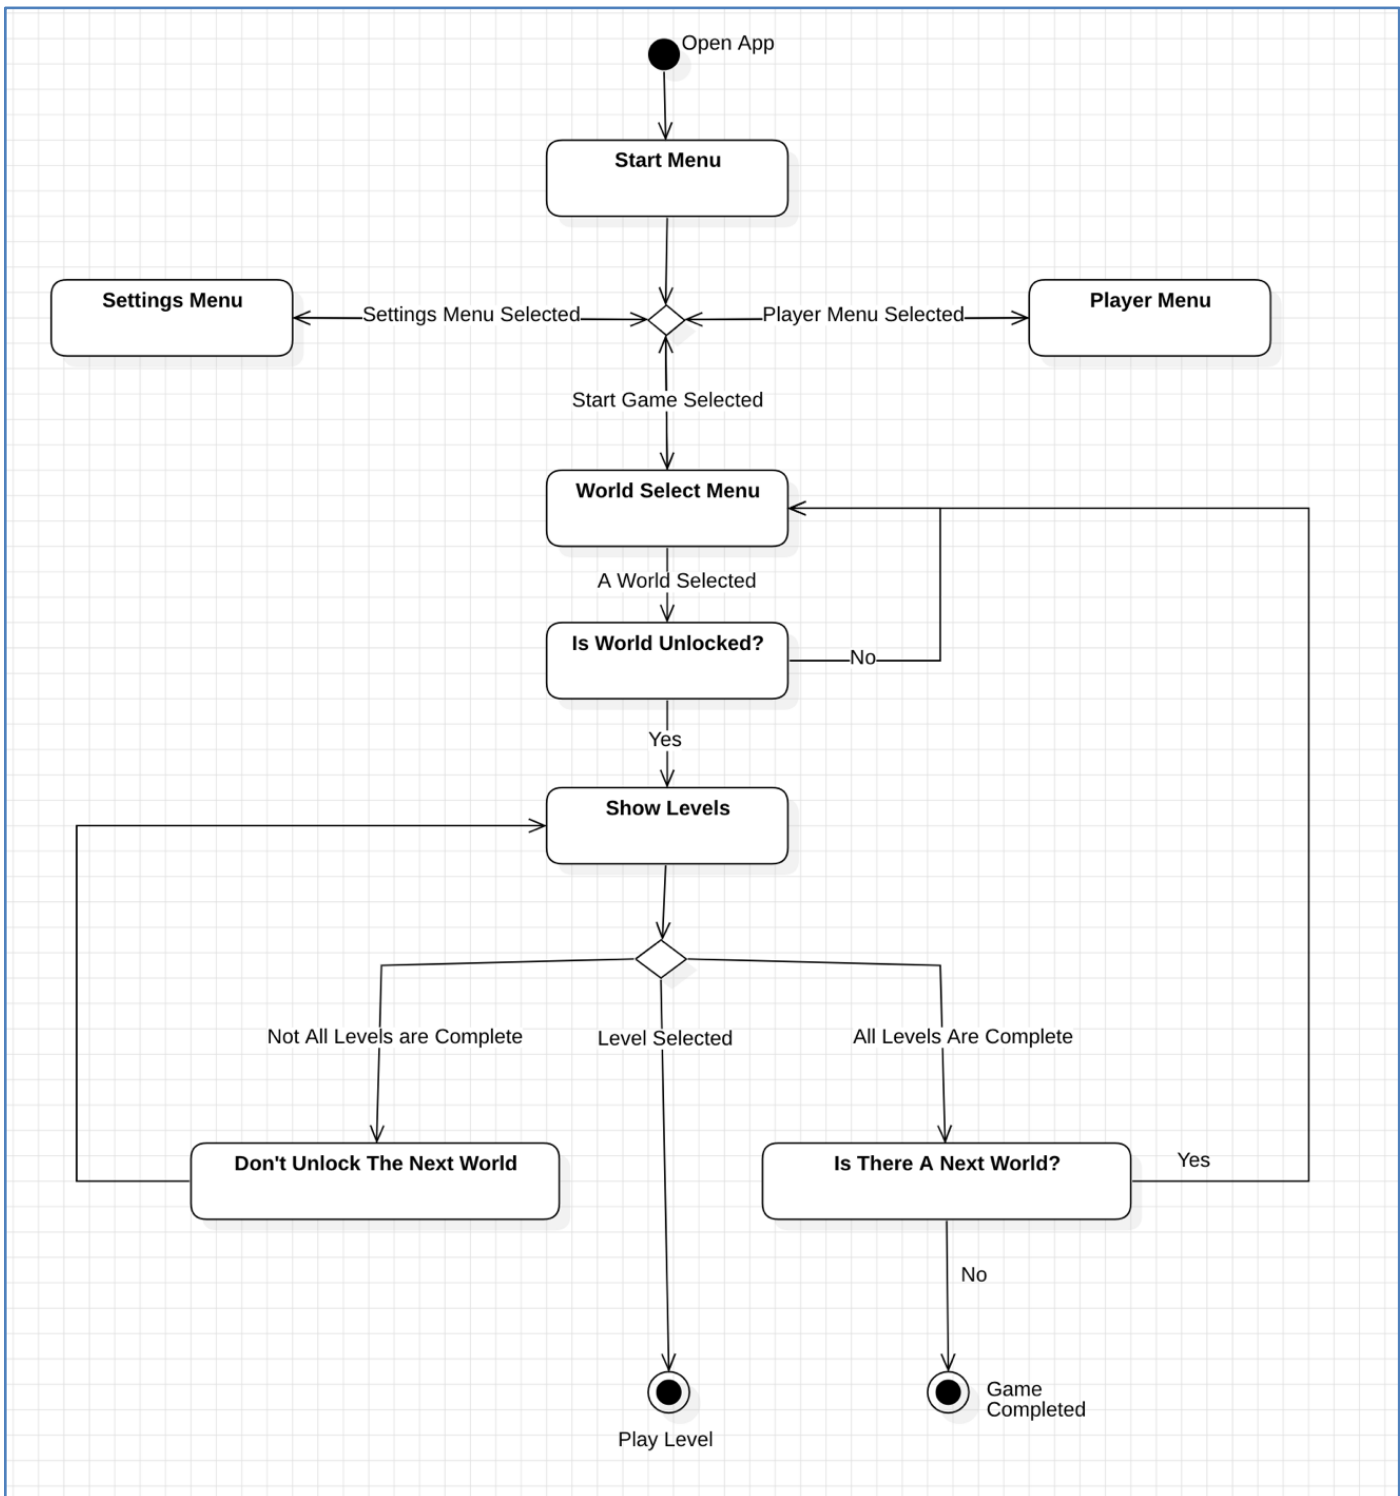 Open App
Start Menu
Settings Menu
Settings Menu Selected
Player Menu Selected
Player Menu
Start Game Selected
World Select Menu
A World Selected
Is World Unlocked?
No
Yes
Show Levels
Not All Levels are Complete
Level Selected
All Levels Are Complete
Don't Unlock The Next World
Is There A Next World?
Yes
No
Game
Completed
Play Level